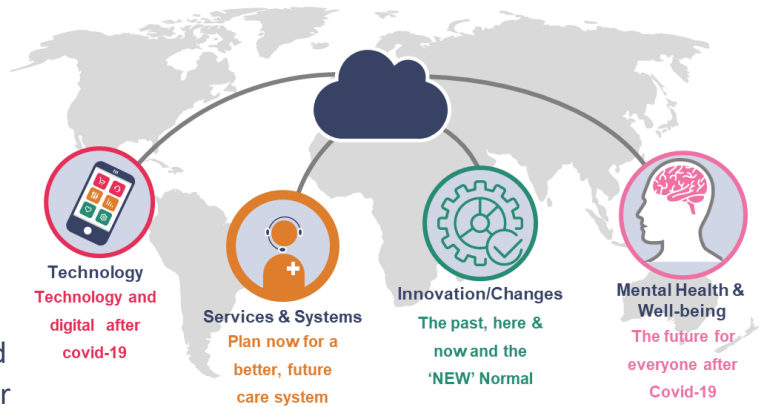 Technology
Technology and
digital after
covid-19
Services & Systems
Plan now for a
better, future
care system
Innovation/Changes
The past, here &
now and the
‘NEW’ Normal
Mental Health &
Well-being
The future for
everyone after
Covid-19